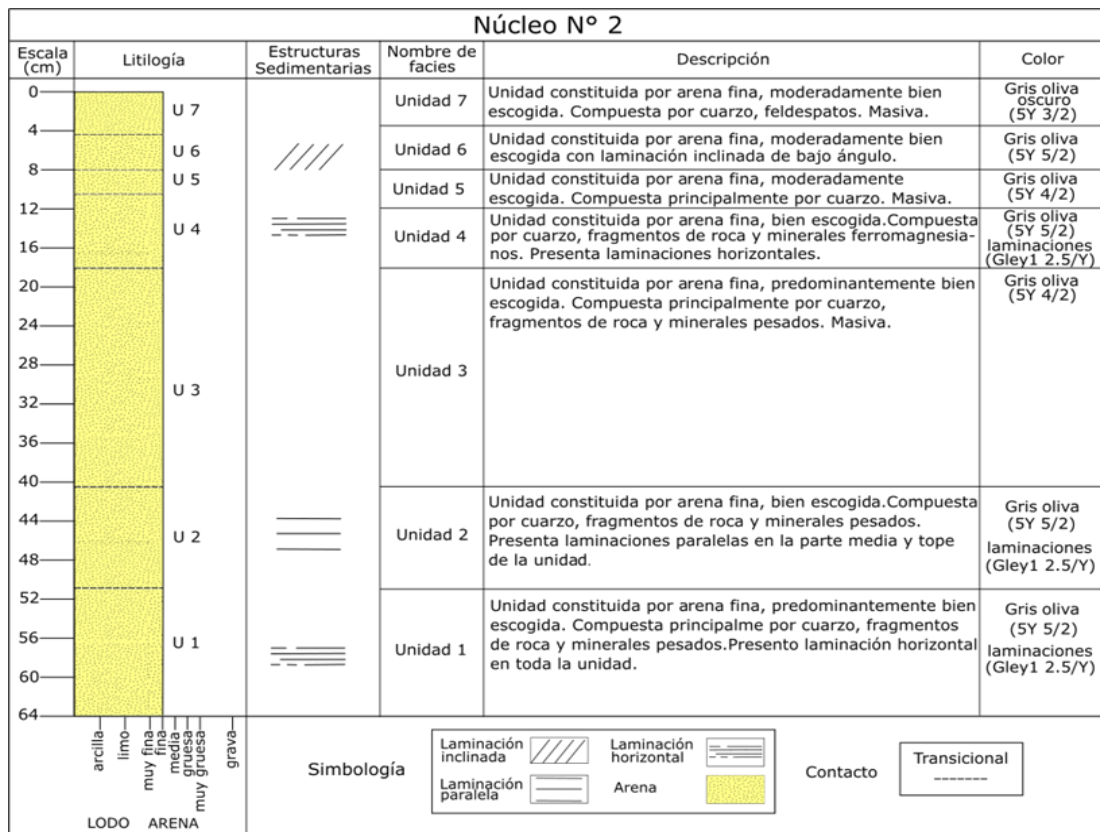 Núcleo N° 2
Escala
(cm)
Litilogía
Estructuras
Sedimentarias
Nombre de
facies
Descripción
Color
0
4
8
12
16
20
24
28
32
36
40
44
48
52
56
60
64
U 7
U 6
U 5
U 4
U 3
U 2
U 1
Unidad 7
Unidad constituida por arena fina, moderadamente bien
escogida. Compuesta por cuarzo, feldespatos. Masiva.
Gris oliva
oscuro
(5Y 3/2)
Unidad 6
Unidad constituida por arena fina, moderadamente bien
escogida con laminación inclinada de bajo ángulo.
Gris oliva
(5Y 5/2)
Unidad 5
Unidad constituida por arena fina, moderadamente
escogida. Compuesta principalmente por cuarzo. Masiva.
Gris oliva
(5Y 4/2)
Unidad 4
Unidad constituida por arena fina, bien escogida.Compuesta
por cuarzo, fragmentos de roca y minerales ferromagnesia-
nos. Presenta laminaciones horizontales.
Gris oliva
(5Y 5/2)
laminaciones
(Gley1 2.5/Y)
Unidad 3
Unidad constituida por arena fina, predominantemente bien
escogida. Compuesta principalmente por cuarzo,
fragmentos de roca y minerales pesados. Masiva.
Gris oliva
(5Y 4/2)
Unidad 2
Unidad constituida por arena fina, bien escogida.Compuesta
por cuarzo, fragmentos de roca y minerales pesados.
Presenta laminaciones paralelas en la parte media y tope
de la unidad.
Gris oliva
(5Y 5/2)
laminaciones
(Gley1 2.5/Y)
Unidad 1
Unidad constituida por arena fina, predominantemente bien
escogida. Compuesta principalme por cuarzo, fragmentos
de roca y minerales pesados.Presento laminación horizontal
en toda la unidad.
Gris oliva
(5Y 5/2)
laminaciones
(Gley1 2.5/Y)
arcilla
limo
muy fina
fina
media
gruesa
muy gruesa
grava
LODO ARENA
Simbología
Laminación
inclinada
Laminación
horizontal
Laminación
paralela
Arena
Contacto
Transicional